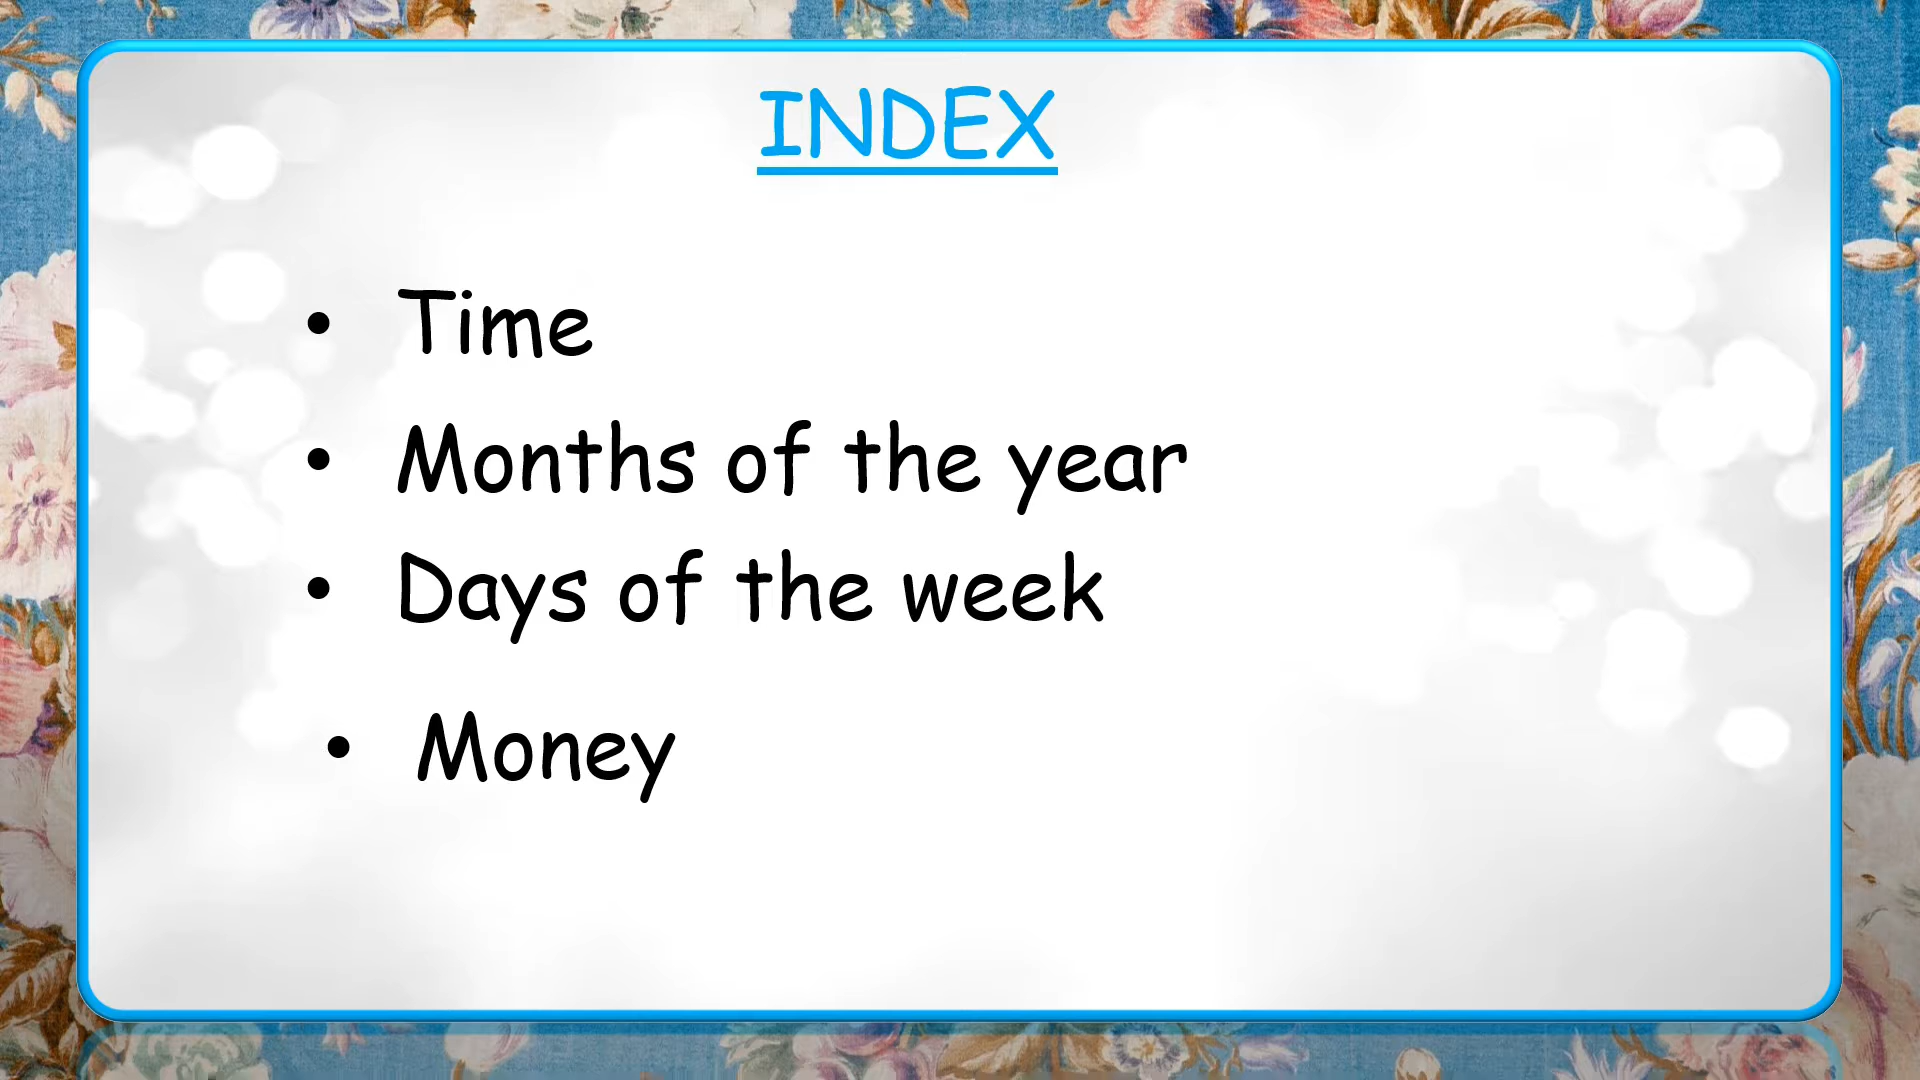 INDEX
• Time
• Months of the year
• Days of the week
• Money